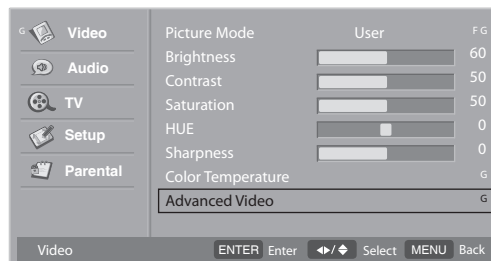 G Video
Audio
TV
Setup
Parental
Picture Mode User F G
Brightness 60
Contrast 50
Saturation 50
HUE 0
Sharpness 0
Color Temperature G
Advanced Video G
Video ENTER Enter ◄►/▲▼ Select MENU Back